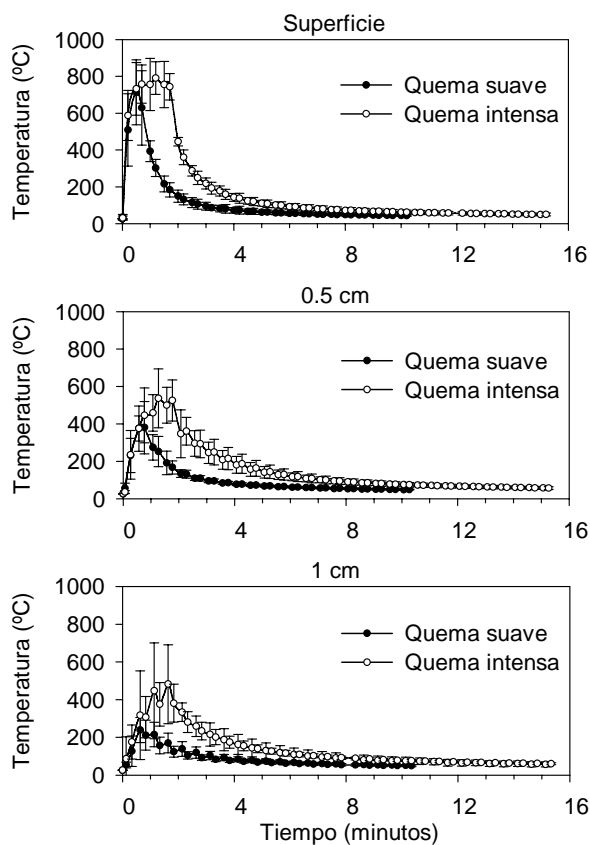 Superficie
Temperatura (ºC)
1000
800
600
400
200
0
Quema suave
Quema intensa
0 4 8 12 16
0.5 cm
Temperatura (ºC)
1000
800
600
400
200
0
Quema suave
Quema intensa
0 4 8 12 16
1 cm
Temperatura (ºC)
1000
800
600
400
200
0
Quema suave
Quema intensa
0 4 8 12 16
Tiempo (minutos)